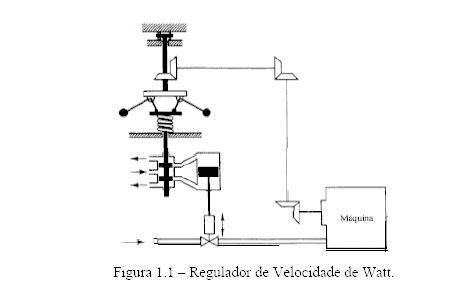 Máquina
Figura 1.1 – Regulador de Velocidade de Watt.